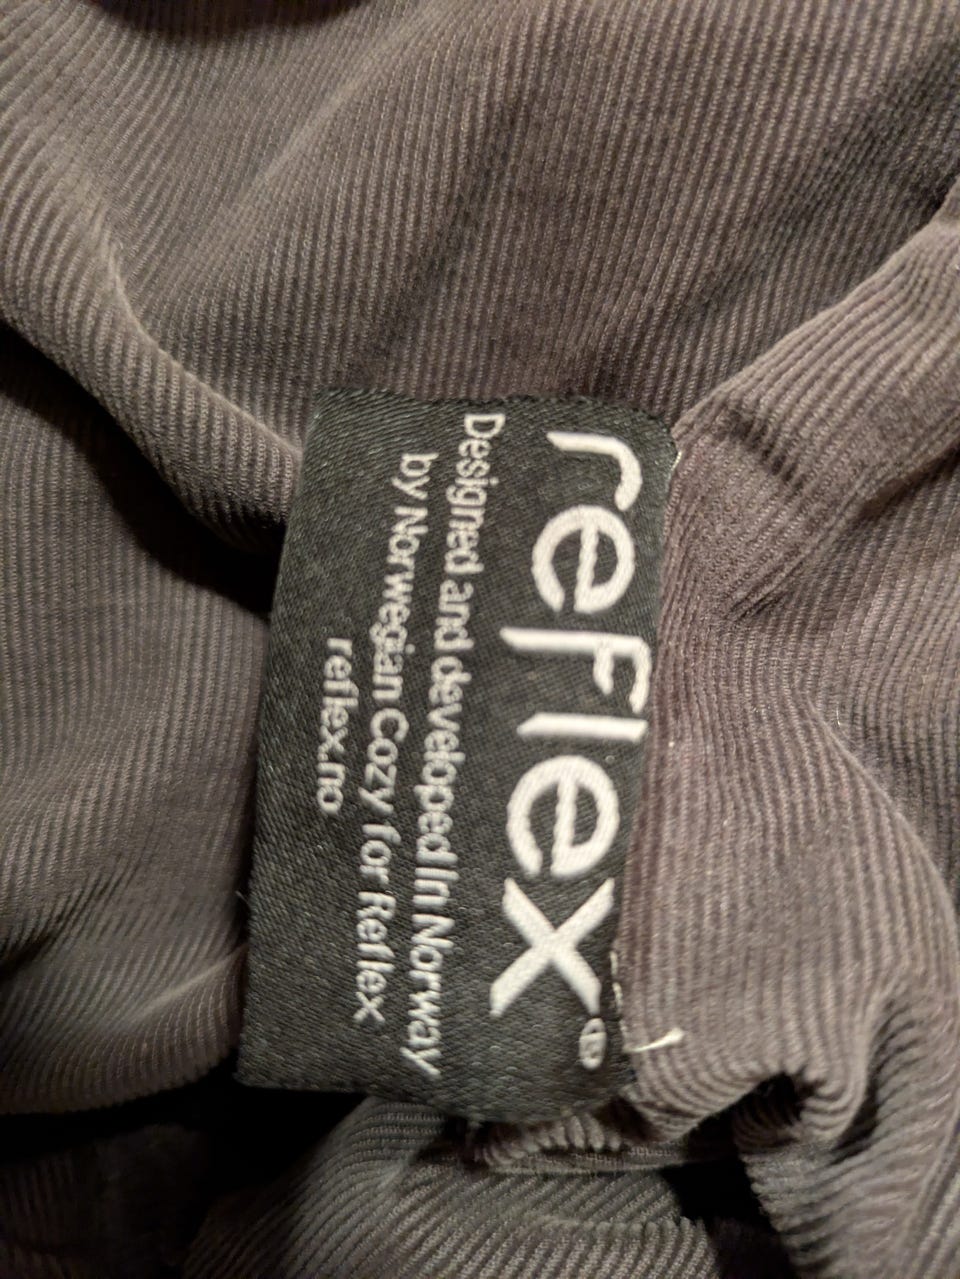 reflex®
Designed and developed In Norway
by Norwegian Cozy for Reflex
reflex.no